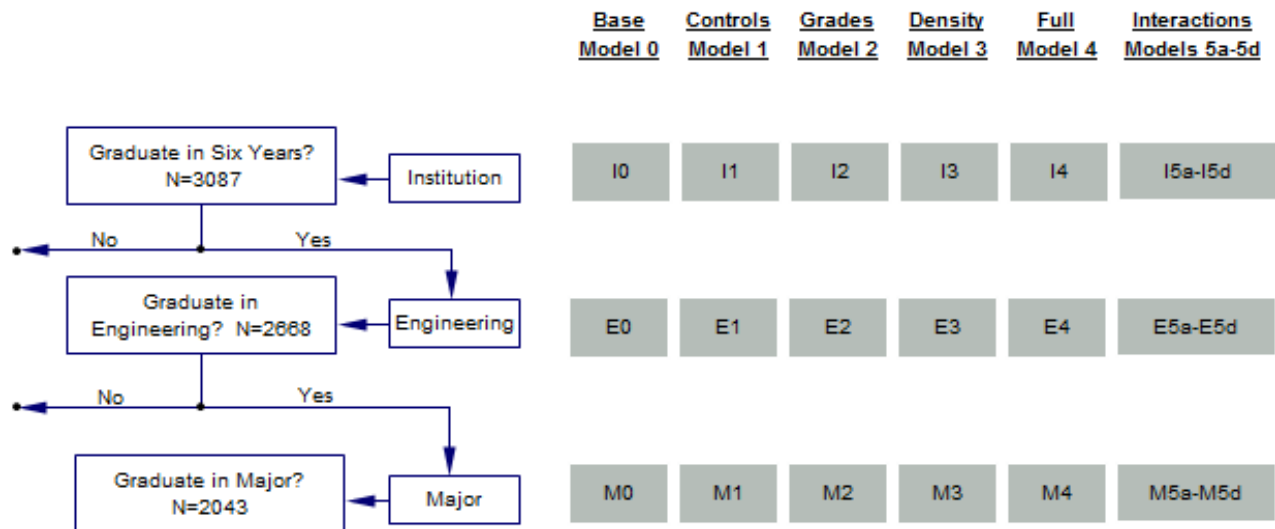 Base Controls Grades Density Full Interactions
Model 0 Model 1 Model 2 Model 3 Model 4 Models 5a-5d
Graduate in Six Years?
N=3087
Institution
I0 I1 I2 I3 I4 I5a-I5d
No Yes
Graduate in
Engineering? N=2668
Engineering
E0 E1 E2 E3 E4 E5a-E5d
No Yes
Graduate in Major?
N=2043
Major
M0 M1 M2 M3 M4 M5a-M5d